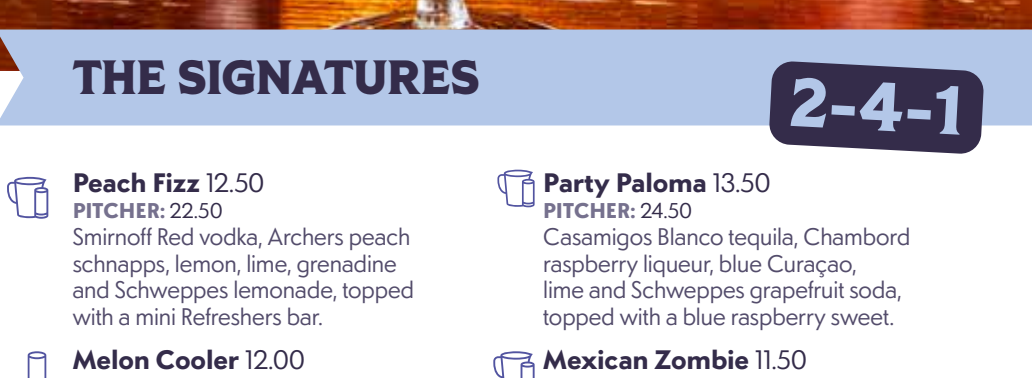 THE SIGNATURES
2-4-1
Peach Fizz 12.50
PITCHER: 22.50
Smirnoff Red vodka, Archers peach
schnapps, lemon, lime, grenadine
and Schweppes lemonade, topped
with a mini Refreshers bar.
Melon Cooler 12.00
Party Paloma 13.50
PITCHER: 24.50
Casamigos Blanco tequila, Chambord
raspberry liqueur, blue Curaçao,
lime and Schweppes grapefruit soda,
topped with a blue raspberry sweet.
Mexican Zombie 11.50